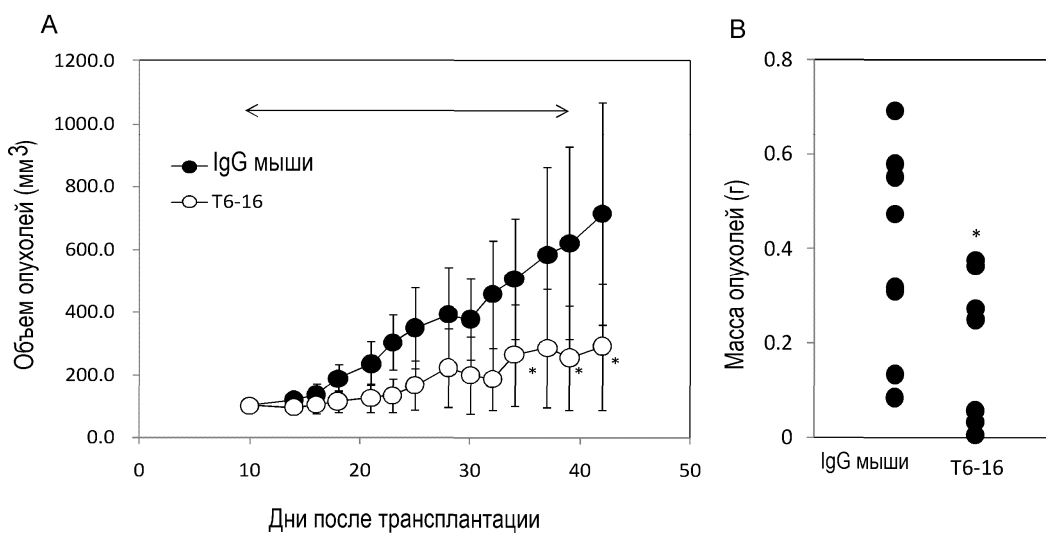 A
Объем опухолей (мм3)
1200.0
1000.0
800.0
600.0
400.0
200.0
0.0
IgG мыши
T6-16
*
*
*
0
10
20
30
40
50
Дни после трансплантации
B
Масса опухолей (г)
0.8
0.6
0.4
0.2
0
*
IgG мыши
T6-16